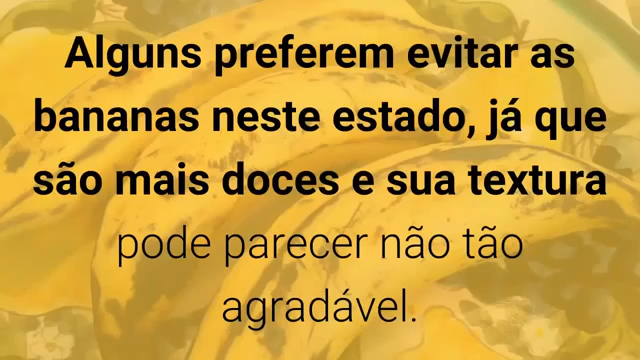 Alguns preferem evitar as
bananas neste estado, já que
são mais doces e sua textura
pode parecer não tão
agradável.